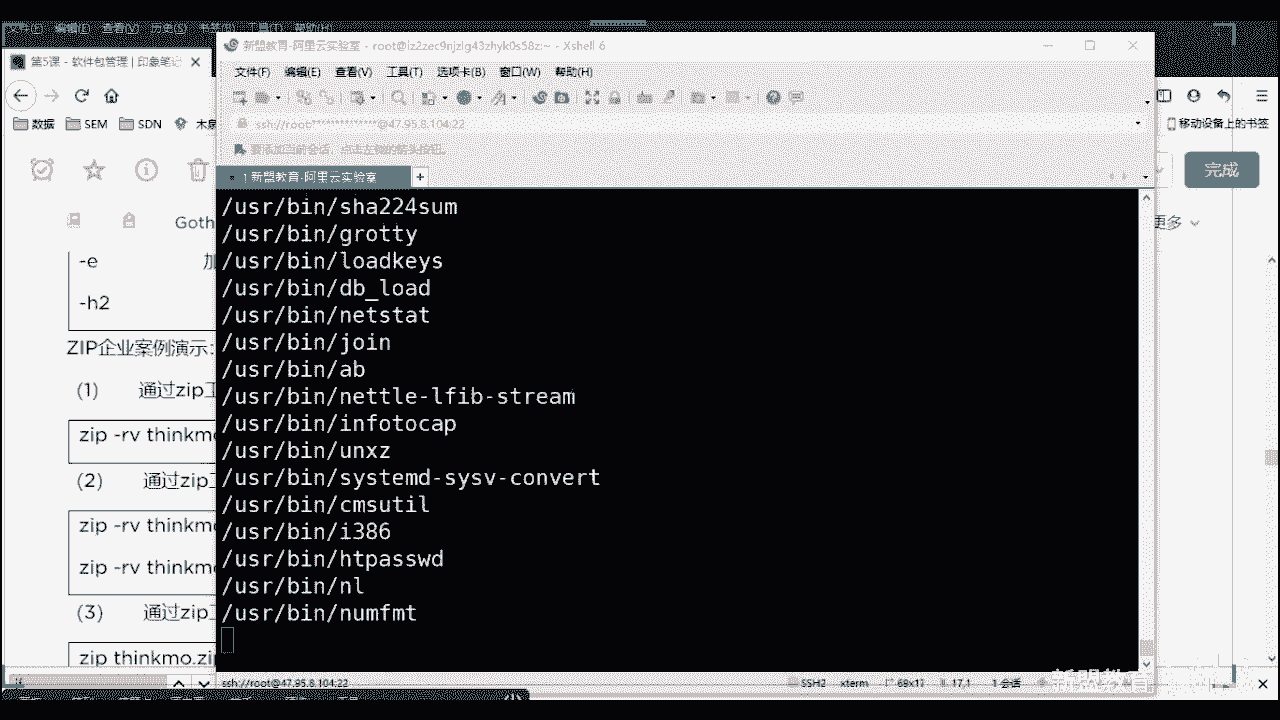 文件(F) 编辑(E) 查看(V) 历史(S) 书签(B) 工具(T) 帮助(H)
新盟教育-阿里云实验室 - root@iz2zec9njzig43zhyk0s58z:~ - Xshell 6
第5课 - 软件包管理 | 印象笔记
文件(F) 编辑(E) 查看(V) 工具(T) 选项卡(B) 窗口(W) 帮助(H)
数据 SEM SDN
移动设备上的书签
ssh://root:**************@47.95.8.104:22
要添加当前会话，点击左侧的箭头按钮。
1 新盟教育-阿里云实验室
完成
Goth
更多
-e 加
-h2
ZIP企业案例演示：
(1) 通过zip工
zip -rv thinkmo
(2) 通过zip工
zip -rv thinkmo
zip -rv thinkmo
(3) 通过zip工
zip thinkmo.zip
/usr/bin/sha224sum
/usr/bin/grotty
/usr/bin/loadkeys
/usr/bin/db_load
/usr/bin/netstat
/usr/bin/join
/usr/bin/ab
/usr/bin/nettle-lfib-stream
/usr/bin/infotocap
/usr/bin/unxz
/usr/bin/systemd-sysv-convert
/usr/bin/cmsutil
/usr/bin/i386
/usr/bin/htpasswd
/usr/bin/nl
/usr/bin/numfmt
ssh://root@47.95.8.104:22
SSH2 xterm 69x17 17,1 1 会话
新盟教育